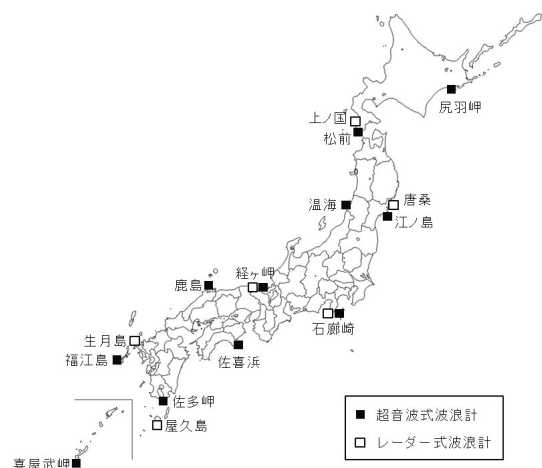 尻羽岬
上ノ国
松前
唐桑
温海
江ノ島
経ヶ岬
鹿島
石廊崎
生月島
佐喜浜
福江島
佐多岬
屋久島
喜屋武岬
超音波式波浪計
レーダー式波浪計